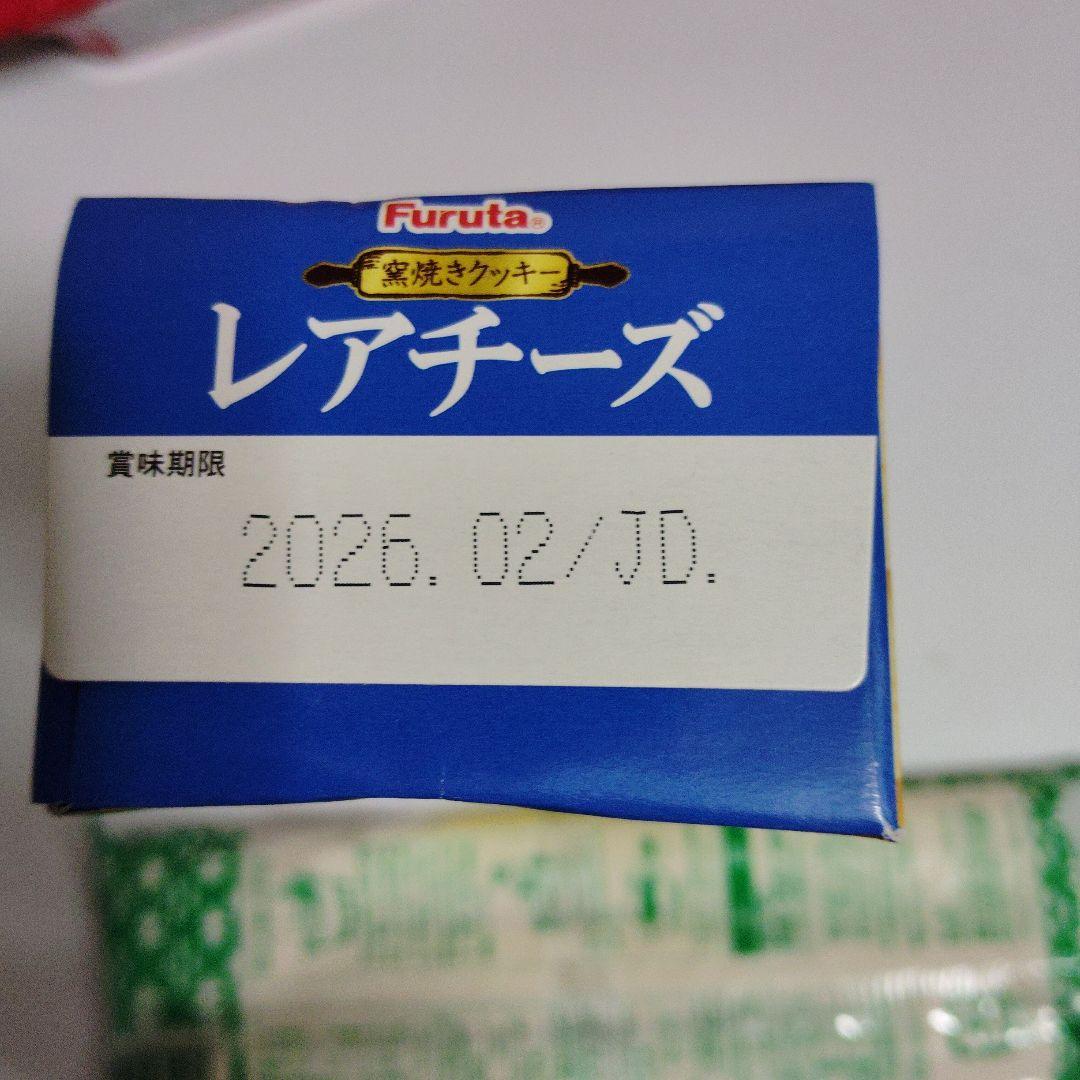 Furuta®
窯焼きクッキー
レアチーズ
賞味期限
2026.02/JD.